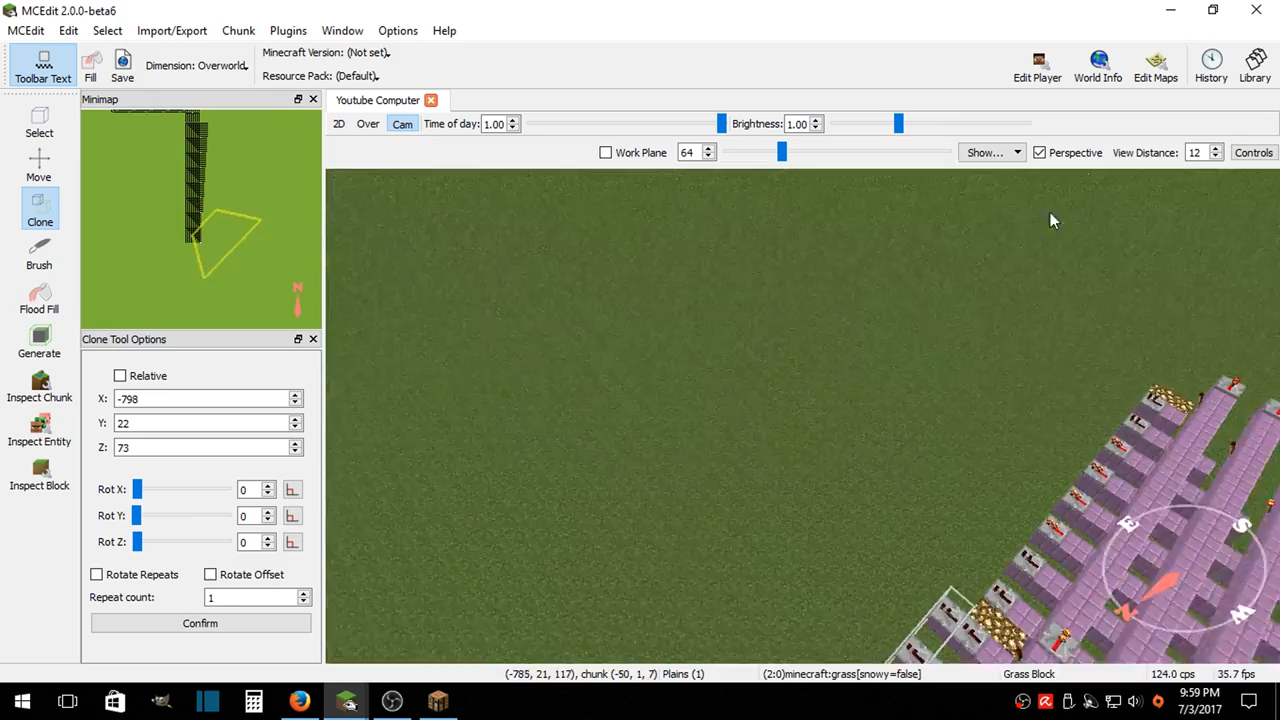 MCEdit 2.0.0-beta6
MCEdit Edit Select Import/Export Chunk Plugins Window Options Help
Toolbar Text Fill Save Dimension: Overworld Minecraft Version: (Not set) Resource Pack: (Default) Edit Player World Info Edit Maps History Library
Minimap
Youtube Computer
2D Over Cam Time of day: 1.00 Brightness: 1.00
Work Plane 64 Show... Perspective View Distance: 12 Controls
Select
Move
Clone
Brush
Flood Fill
Generate
Inspect Chunk
Inspect Entity
Inspect Block
N
Clone Tool Options
Relative
X: -798
Y: 22
Z: 73
Rot X: 0
Rot Y: 0
Rot Z: 0
Rotate Repeats Rotate Offset
Repeat count: 1
Confirm
E S
N W
(-785, 21, 117), chunk (-50, 1, 7) Plains (1) (2:0)minecraft:grass[snowy=false] Grass Block 124.0 cps 35.7 fps
9:59 PM
7/3/2017